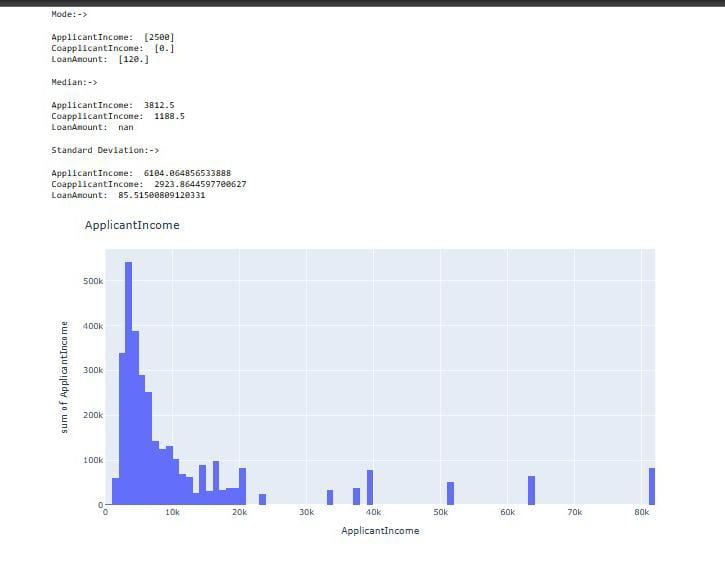 Mode:->
ApplicantIncome:  [2500]
CoapplicantIncome:  [0.]
LoanAmount:  [120.]
Median:->
ApplicantIncome:  3812.5
CoapplicantIncome:  1188.5
LoanAmount:  nan
Standard Deviation:->
ApplicantIncome:  6104.064856533888
CoapplicantIncome:  2923.8644597700627
LoanAmount:  85.51500809120331
ApplicantIncome
500k
400k
300k
200k
100k
0
sum of ApplicantIncome
0 10k 20k 30k 40k 50k 60k 70k 80k
ApplicantIncome